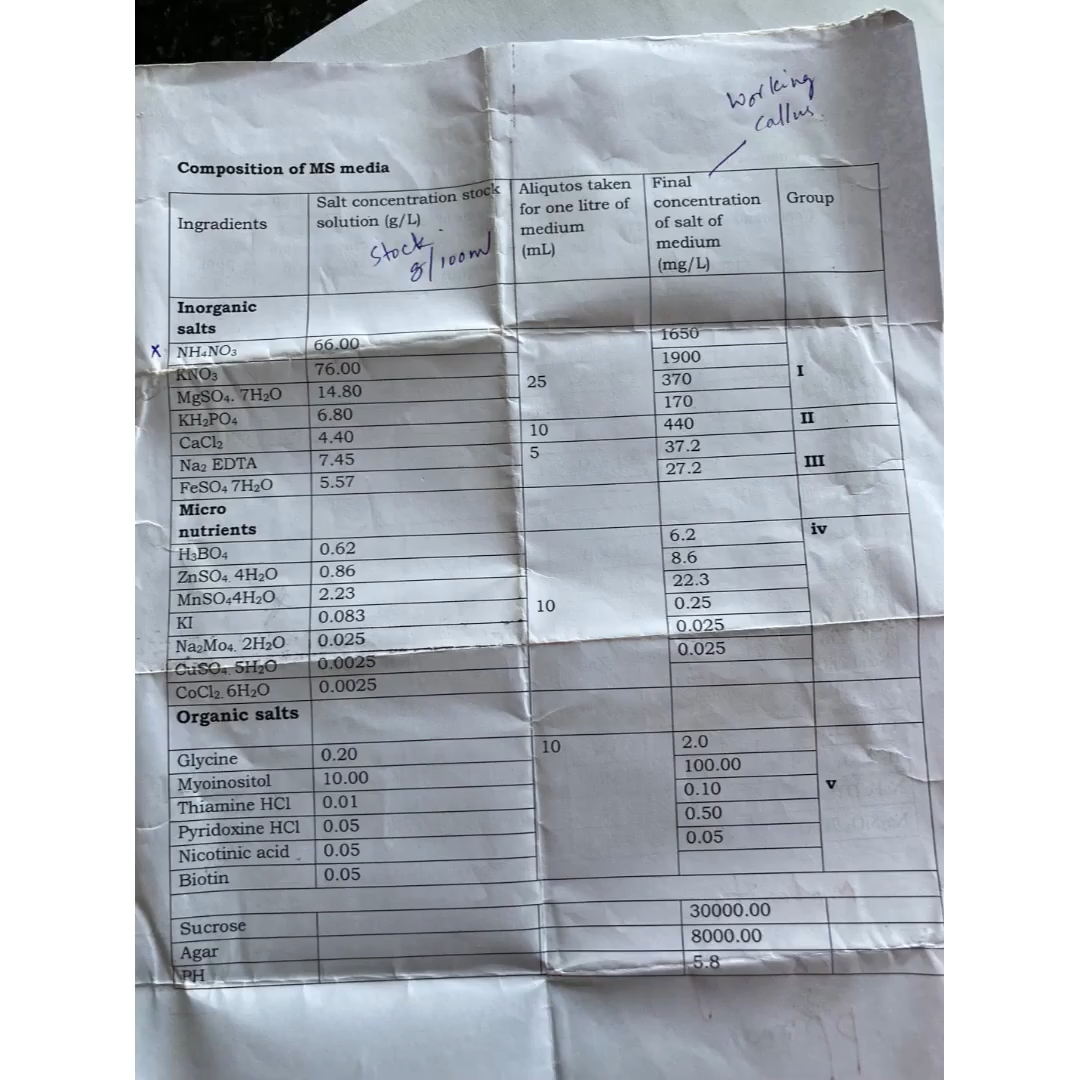 Working
callus.
Composition of MS media
Ingredients | Salt concentration stock solution (g/L) | Aliqutos taken for one litre of medium (mL) | Final concentration of salt of medium (mg/L) | Group
Stock
g/100ml
Inorganic
salts
x NH₄NO₃ | 66.00 | 1650
KNO₃ | 76.00 | 1900
MgSO₄. 7H₂O | 14.80 | 25 | 370 | I
KH₂PO₄ | 6.80 | 170
CaCl₂ | 4.40 | 10 | 440 | II
Na₂ EDTA | 7.45 | 5 | 37.2
FeSO₄ 7H₂O | 5.57 | 27.2 | III
Micro
nutrients
H₃BO₄ | 0.62 | 6.2 | iv
ZnSO₄. 4H₂O | 0.86 | 8.6
MnSO₄4H₂O | 2.23 | 22.3
KI | 0.083 | 10 | 0.25
Na₂Mo₄. 2H₂O | 0.025 | 0.025
CuSO₄. 5H₂O | 0.0025 | 0.025
CoCl₂. 6H₂O | 0.0025
Organic salts
Glycine | 0.20 | 10 | 2.0
Myoinositol | 10.00 | 100.00
Thiamine HCl | 0.01 | 0.10 | v
Pyridoxine HCl | 0.05 | 0.50
Nicotinic acid | 0.05 | 0.05
Biotin | 0.05
Sucrose | 30000.00
Agar | 8000.00
PH | 5.8